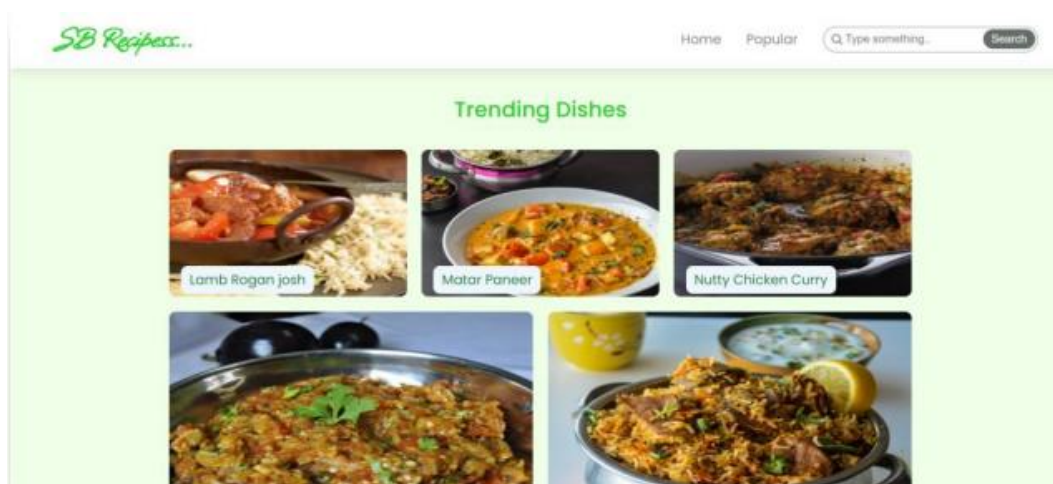 SB Recipess...
Home Popular Type something.. Search
Trending Dishes
Lamb Rogan josh Matar Paneer Nutty Chicken Curry